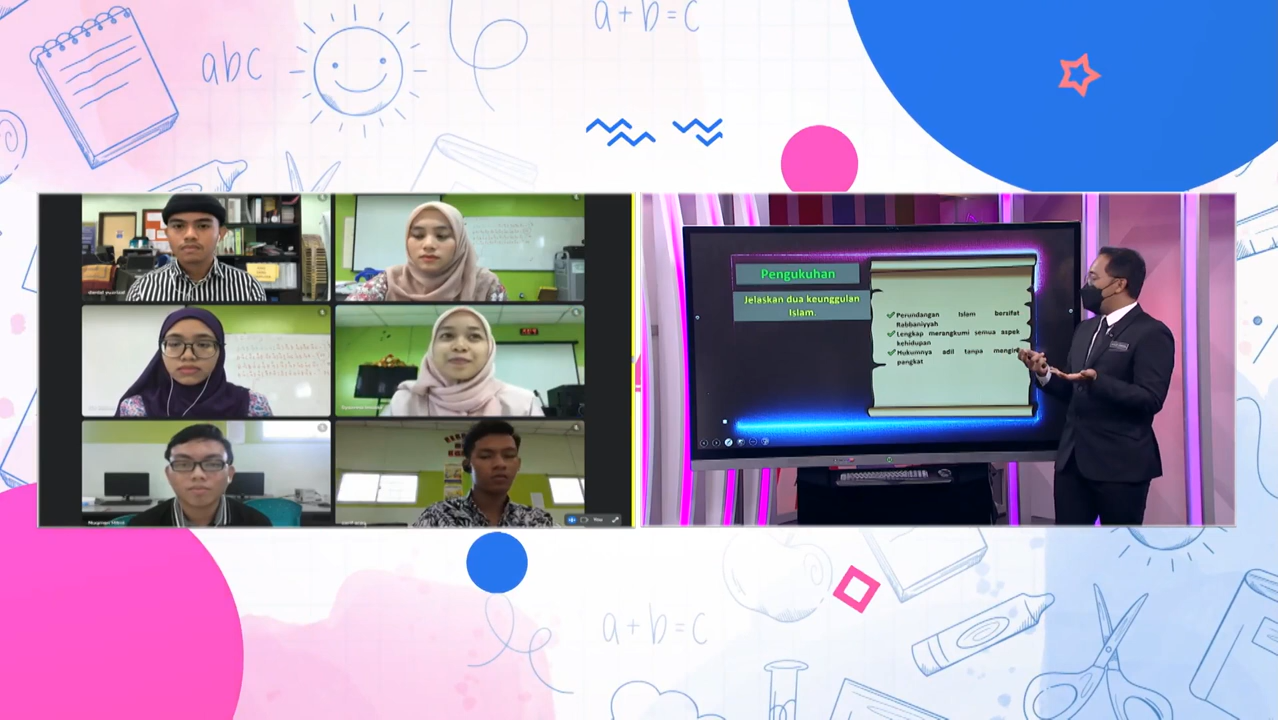 abc
a+b=c
Pengukuhan
Jelaskan dua keunggulan
Islam.
Perundangan Islam bersifat
Rabbaniyyah
Lengkap merangkumi semua aspek
kehidupan
Hukumnya adil tanpa
pangkat
a+b=c